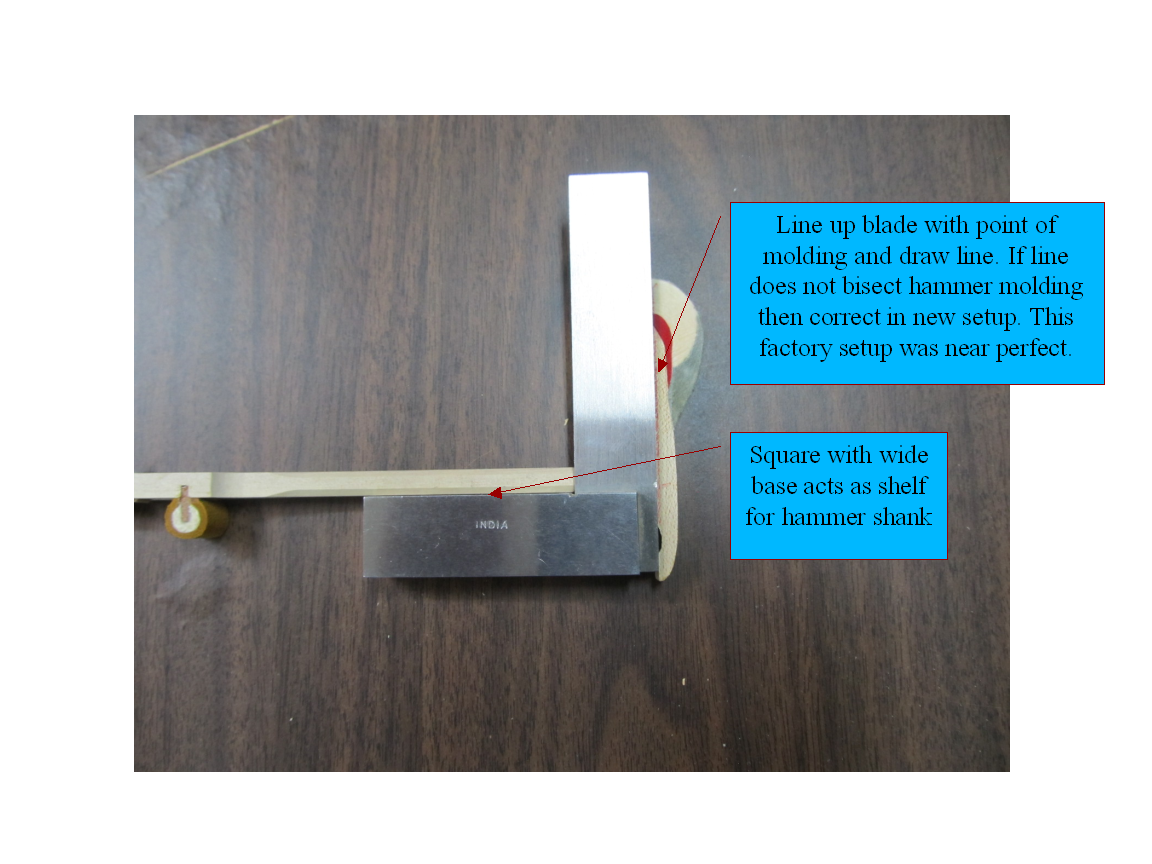 Line up blade with point of
molding and draw line. If line
does not bisect hammer molding
then correct in new setup. This
factory setup was near perfect.
Square with wide
base acts as shelf
for hammer shank
INDIA